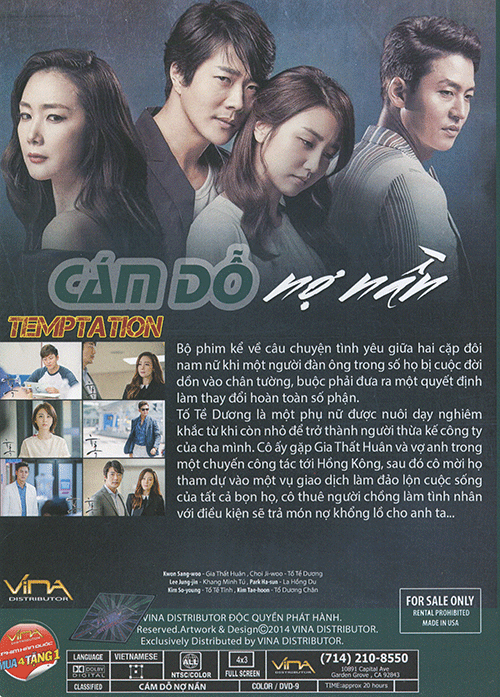 CÁM DỖ nợ nần
TEMPTATION
Bộ phim kể về câu chuyện tình yêu giữa hai cặp đôi
nam nữ khi một người đàn ông trong số họ bị cuộc đời
dồn vào chân tường, buộc phải đưa ra một quyết định
làm thay đổi hoàn toàn số phận.
Tố Tế Dương là một phụ nữ được nuôi dạy nghiêm
khắc từ khi còn nhỏ để trở thành người thừa kế công ty
của cha mình. Cô ấy gặp Gia Thất Huân và vợ anh trong
một chuyến công tác tới Hồng Kông, sau đó cô mời họ
tham dự vào một vụ giao dịch làm đảo lộn cuộc sống
của tất cả bọn họ, cô thuê người chồng làm tình nhân
với điều kiện sẽ trả món nợ khổng lồ cho anh ta...
Kwon Sang-woo - Gia Thất Huân , Choi Ji-woo - Tố Tế Dương
Lee Jung-jin - Khang Minh Tú , Park Ha-sun - La Hồng Du
Kim So-young - Tố Tế Tình , Kim Tae-hoon - Tố Dương Chân
VINA
DISTRIBUTOR
FOR SALE ONLY
RENTAL PROHIBITED
MADE IN USA
VINA DISTRIBUTOR ĐỘC QUYỀN PHÁT HÀNH.
Reserved.Artwork & Design©2014 VINA DISTRIBUTOR.
Exclusively Distributed by VINA DISTRIBUTOR.
VINA
DISTRIBUTOR
PHIM HÀN QUỐC
MUA 4 TẶNG 1
LANGUAGE VIETNAMESE
DOLBY
DIGITAL
ALL
NTSC/COLOR
4x3
FULL SCREEN
VINA
DISTRIBUTOR
(714) 210-8550
10891 Capital Ave
Garden Grove , CA 92843
CLASSIFIED CÁM DỖ NỢ NẦN COLOR / DVD-9 TIME:approx 20 hours